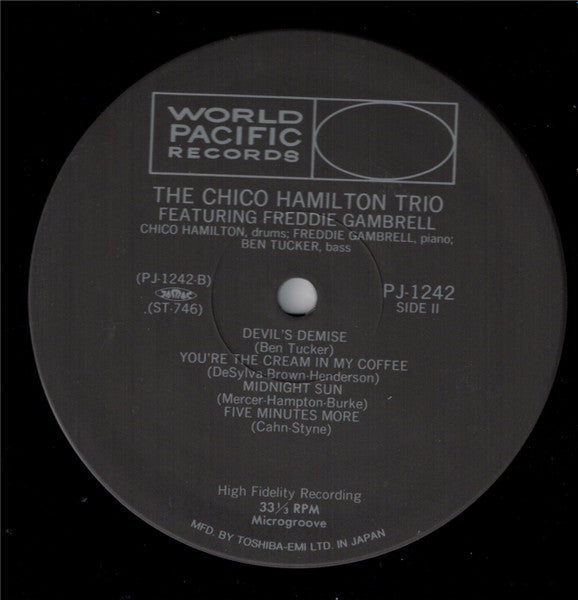 WORLD
PACIFIC
RECORDS
THE CHICO HAMILTON TRIO
FEATURING FREDDIE GAMBRELL
CHICO HAMILTON, drums; FREDDIE GAMBRELL, piano;
BEN TUCKER, bass
(PJ-1242-B)
(ST-746)
PJ-1242
SIDE II
DEVIL'S DEMISE
(Ben Tucker)
YOU'RE THE CREAM IN MY COFFEE
(DeSylva-Brown-Henderson)
MIDNIGHT SUN
(Mercer-Hampton-Burke)
FIVE MINUTES MORE
(Cahn-Styne)
High Fidelity Recording
33⅓ RPM
Microgroove
MFD. BY TOSHIBA-EMI LTD. IN JAPAN